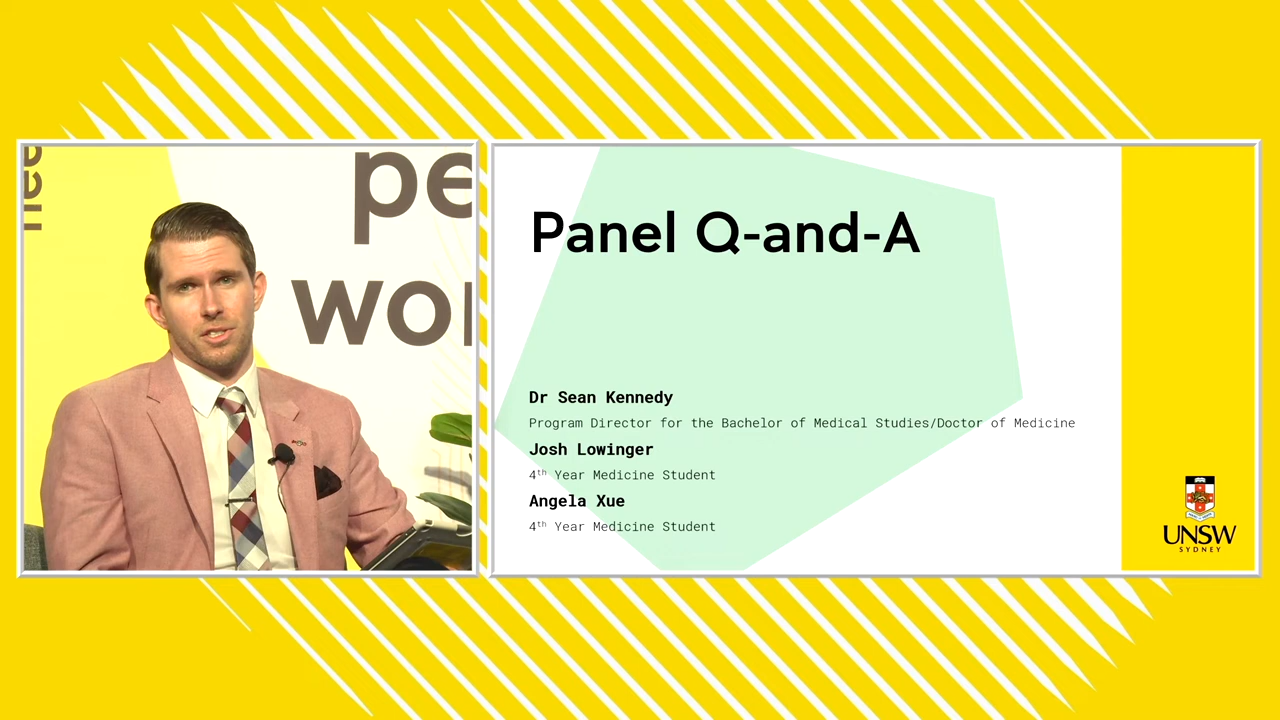 pe
wor
Panel Q-and-A
Dr Sean Kennedy
Program Director for the Bachelor of Medical Studies/Doctor of Medicine
Josh Lowinger
4th Year Medicine Student
Angela Xue
4th Year Medicine Student
UNSW
SYDNEY